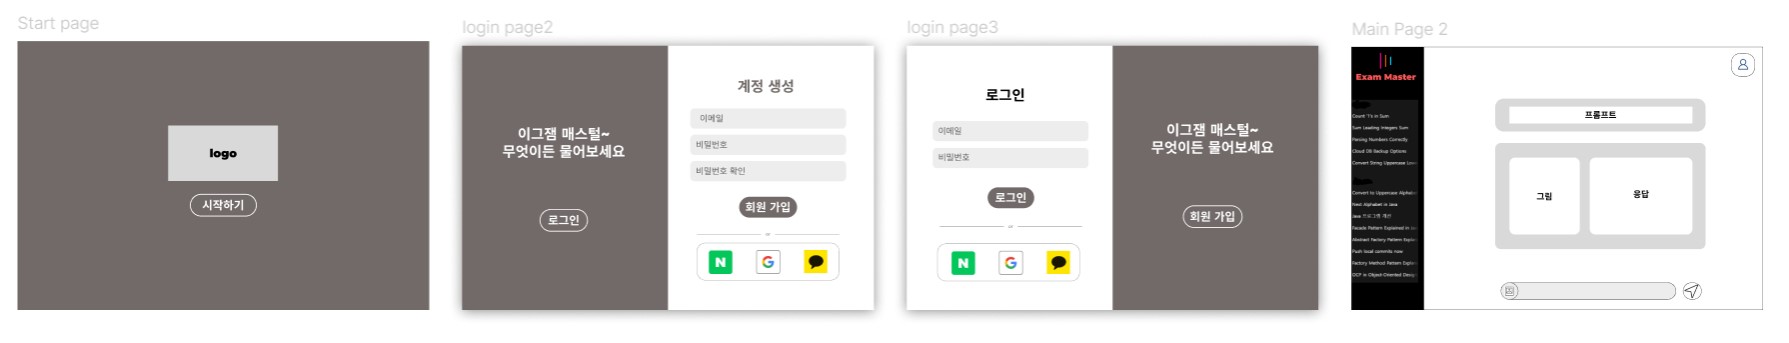 Start page
logo
시작하기
login page2
이그잼 매스털~
무엇이든 물어보세요
로그인
계정 생성
이메일
비밀번호
비밀번호 확인
회원 가입
or
N
G
login page3
로그인
이메일
비밀번호
로그인
or
N
G
이그잼 매스털~
무엇이든 물어보세요
회원 가입
Main Page 2
Exam Master
Count '1's in Sum
Sum Leading Integers Sum
Parsing Numbers Correctly
Cloud DB Backup Options
Convert String Uppercase
Convert to Uppercase Alphab
Next Alphabet in Java
Java 프로그램 개선
Facade Pattern Explained in
Abstract Factory Pattern Explai
Push local commits now
Factory Method Pattern Explai
OCP in Object-Oriented Desig
프롬프트
그림
응답